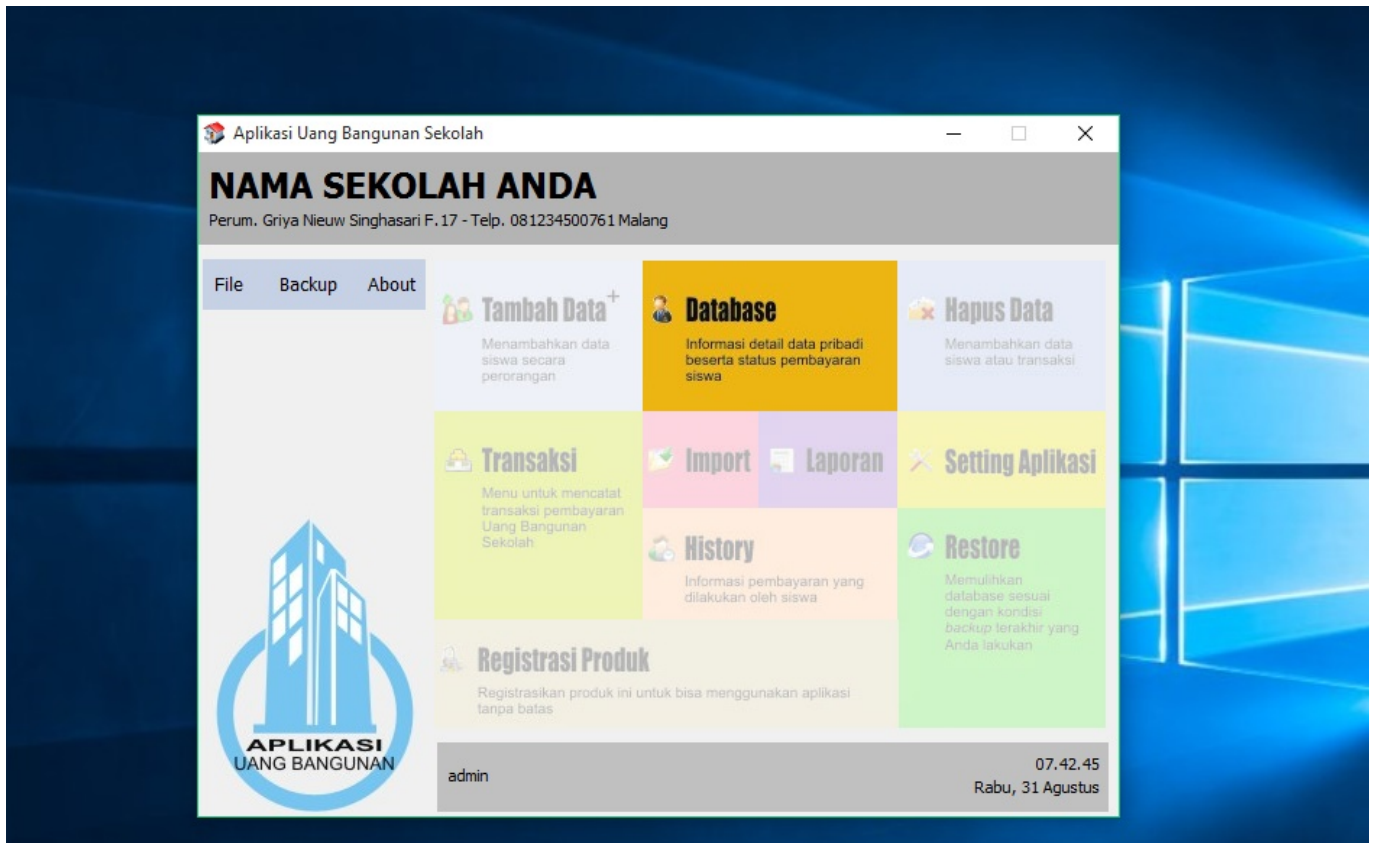 Aplikasi Uang Bangunan Sekolah
NAMA SEKOLAH ANDA
Perum. Griya Nieuw Singhasari F.17 - Telp. 081234500761 Malang
File Backup About
Tambah Data+
Menambahkan data
siswa secara
perorangan
Database
Informasi detail data pribadi
beserta status pembayaran
siswa
Hapus Data
Menambahkan data
siswa atau transaksi
Transaksi
Menu untuk mencatat
transaksi pembayaran
Uang Bangunan
Sekolah
Import
Laporan
Setting Aplikasi
History
Informasi pembayaran yang
dilakukan oleh siswa
Restore
Memulihkan
database sesuai
dengan kondisi
backup terakhir yang
Anda lakukan
Registrasi Produk
Registrasikan produk ini untuk bisa menggunakan aplikasi
tanpa batas
APLIKASI
UANG BANGUNAN
admin
07.42.45
Rabu, 31 Agustus